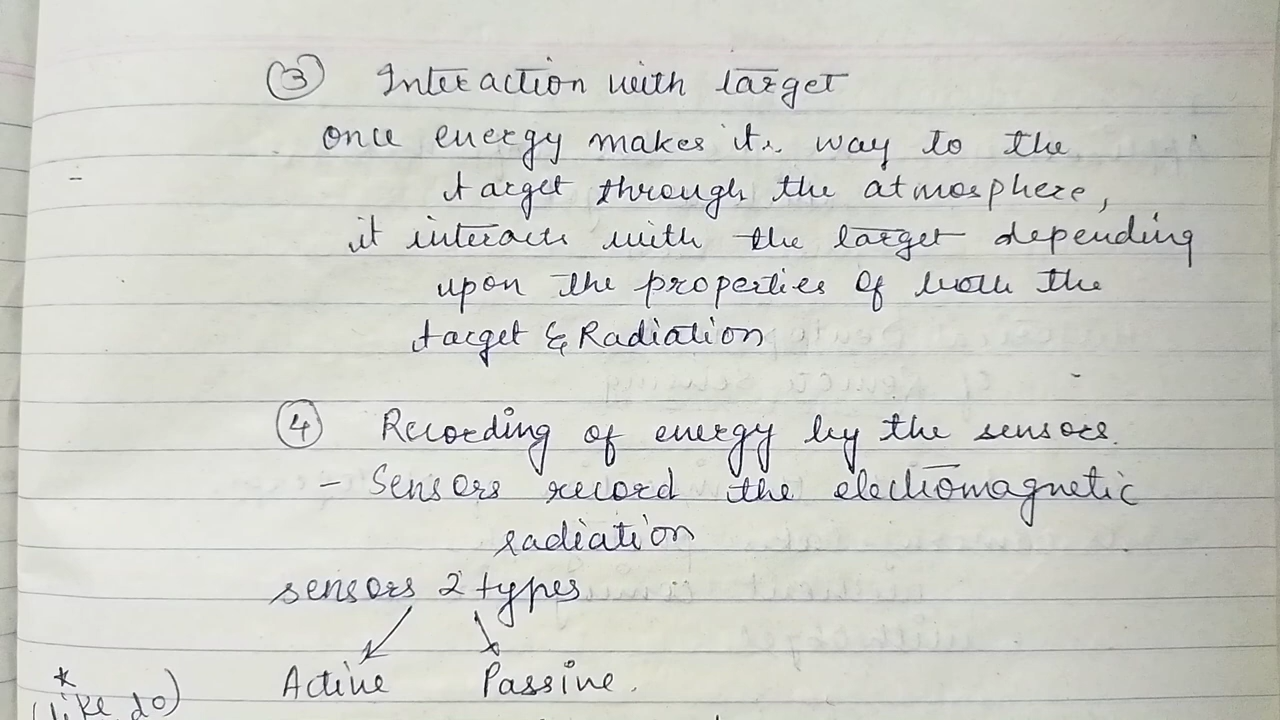 ③ Interaction with target
once energy makes its way to the
target through the atmosphere,
it interacts with the target depending
upon the properties of both the
target & Radiation
④ Recording of energy by the sensors.
- Sensors record the electromagnetic
radiation
sensors 2 types
Active Passive.
*
(like do)